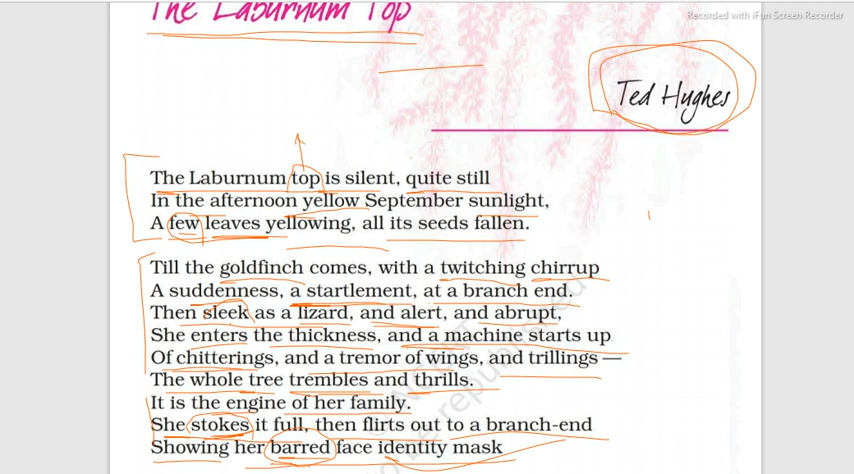 The Laburnum Top
Recorded with iFun Screen Recorder
Ted Hughes
The Laburnum top is silent, quite still
In the afternoon yellow September sunlight,
A few leaves yellowing, all its seeds fallen.
Till the goldfinch comes, with a twitching chirrup
A suddenness, a startlement, at a branch end.
Then sleek as a lizard, and alert, and abrupt,
She enters the thickness, and a machine starts up
Of chitterings, and a tremor of wings, and trillings —
The whole tree trembles and thrills.
It is the engine of her family.
She stokes it full, then flirts out to a branch-end
Showing her barred face identity mask
be republished